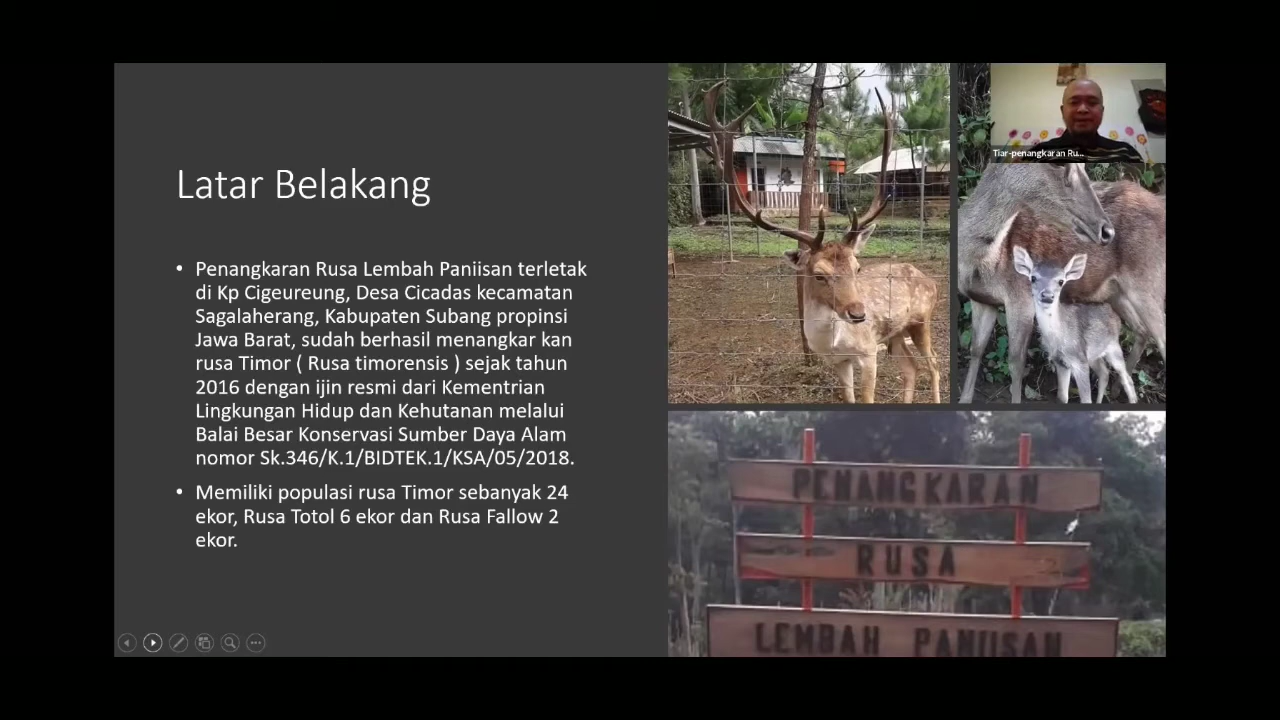 Latar Belakang
• Penangkaran Rusa Lembah Paniisan terletak
di Kp Cigeureung, Desa Cicadas kecamatan
Sagalaherang, Kabupaten Subang propinsi
Jawa Barat, sudah berhasil menangkar kan
rusa Timor ( Rusa timorensis ) sejak tahun
2016 dengan ijin resmi dari Kementrian
Lingkungan Hidup dan Kehutanan melalui
Balai Besar Konservasi Sumber Daya Alam
nomor Sk.346/K.1/BIDTEK.1/KSA/05/2018.
• Memiliki populasi rusa Timor sebanyak 24
ekor, Rusa Totol 6 ekor dan Rusa Fallow 2
ekor.
Tiar-penangkaran Ru...
PENANGKARAN
RUSA
LEMBAH PANIISAN